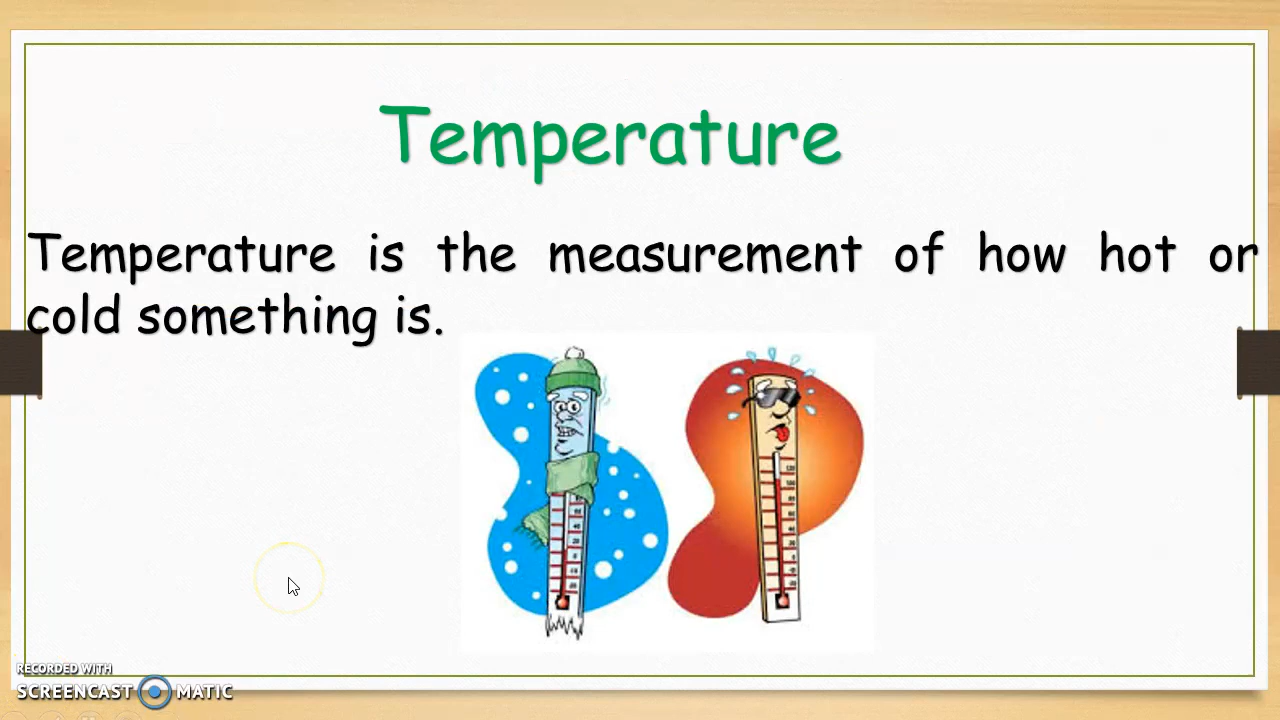 Temperature
Temperature is the measurement of how hot or
cold something is.
RECORDED WITH
SCREENCAST MATIC